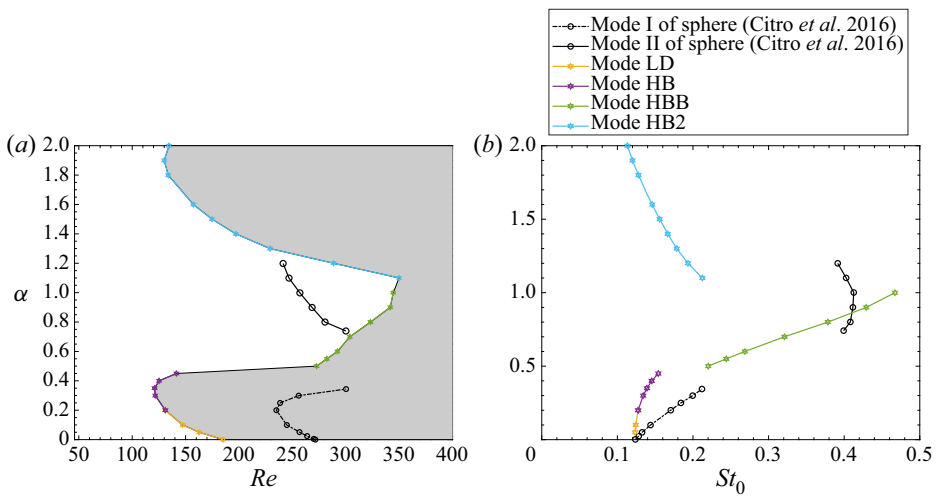 Mode I of sphere (Citro et al. 2016)
Mode II of sphere (Citro et al. 2016)
Mode LD
Mode HB
Mode HBB
Mode HB2
(a)
2.0
1.8
1.6
1.4
1.2
α 1.0
0.8
0.6
0.4
0.2
0
50 100 150 200 250 300 350 400
Re
(b)
2.0
1.5
1.0
0.5
0 0.1 0.2 0.3 0.4 0.5
St0